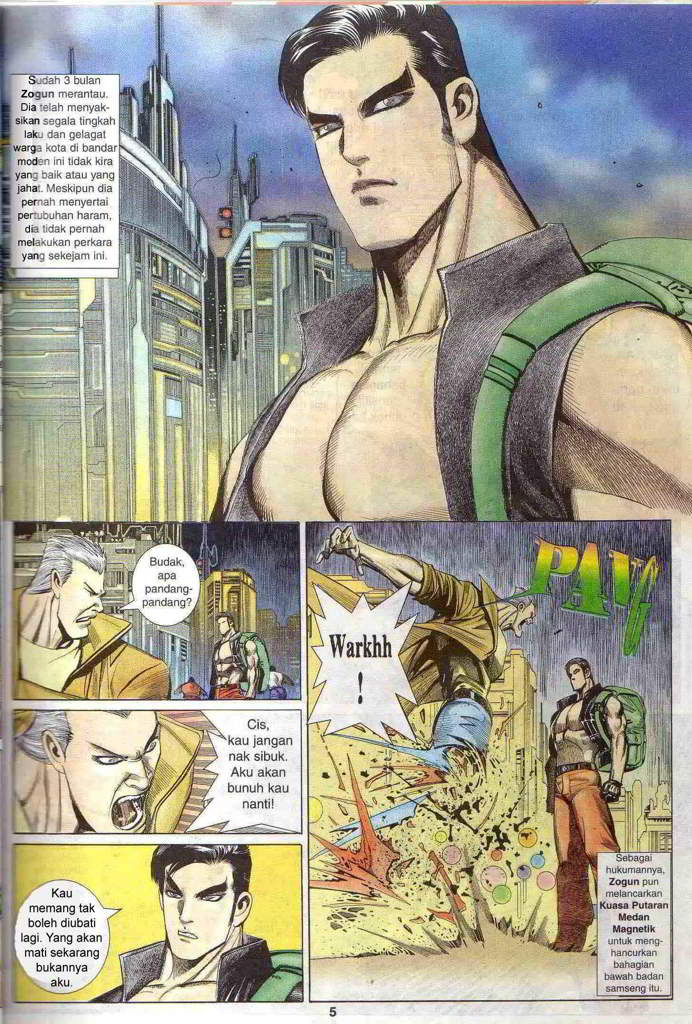 Sudah 3 bulan
Zogun merantau.
Dia telah menyak-
sikan segala tingkah
laku dan gelagat
warga kota di bandar
moden ini tidak kira
yang baik atau yang
jahat. Meskipun dia
pernah menyertai
pertubuhan haram,
dia tidak pernah
melakukan perkara
yang sekejam ini.
Budak,
apa
pandang-
pandang?
Cis,
kau jangan
nak sibuk.
Aku akan
bunuh kau
nanti!
Kau
memang tak
boleh diubati
lagi. Yang akan
mati sekarang
bukannya
aku.
PANG
Warkhh
!
Sebagai
hukumannya,
Zogun pun
melancarkan
Kuasa Putaran
Medan
Magnetik
untuk meng-
hancurkan
bahagian
bawah badan
samseng itu.
5